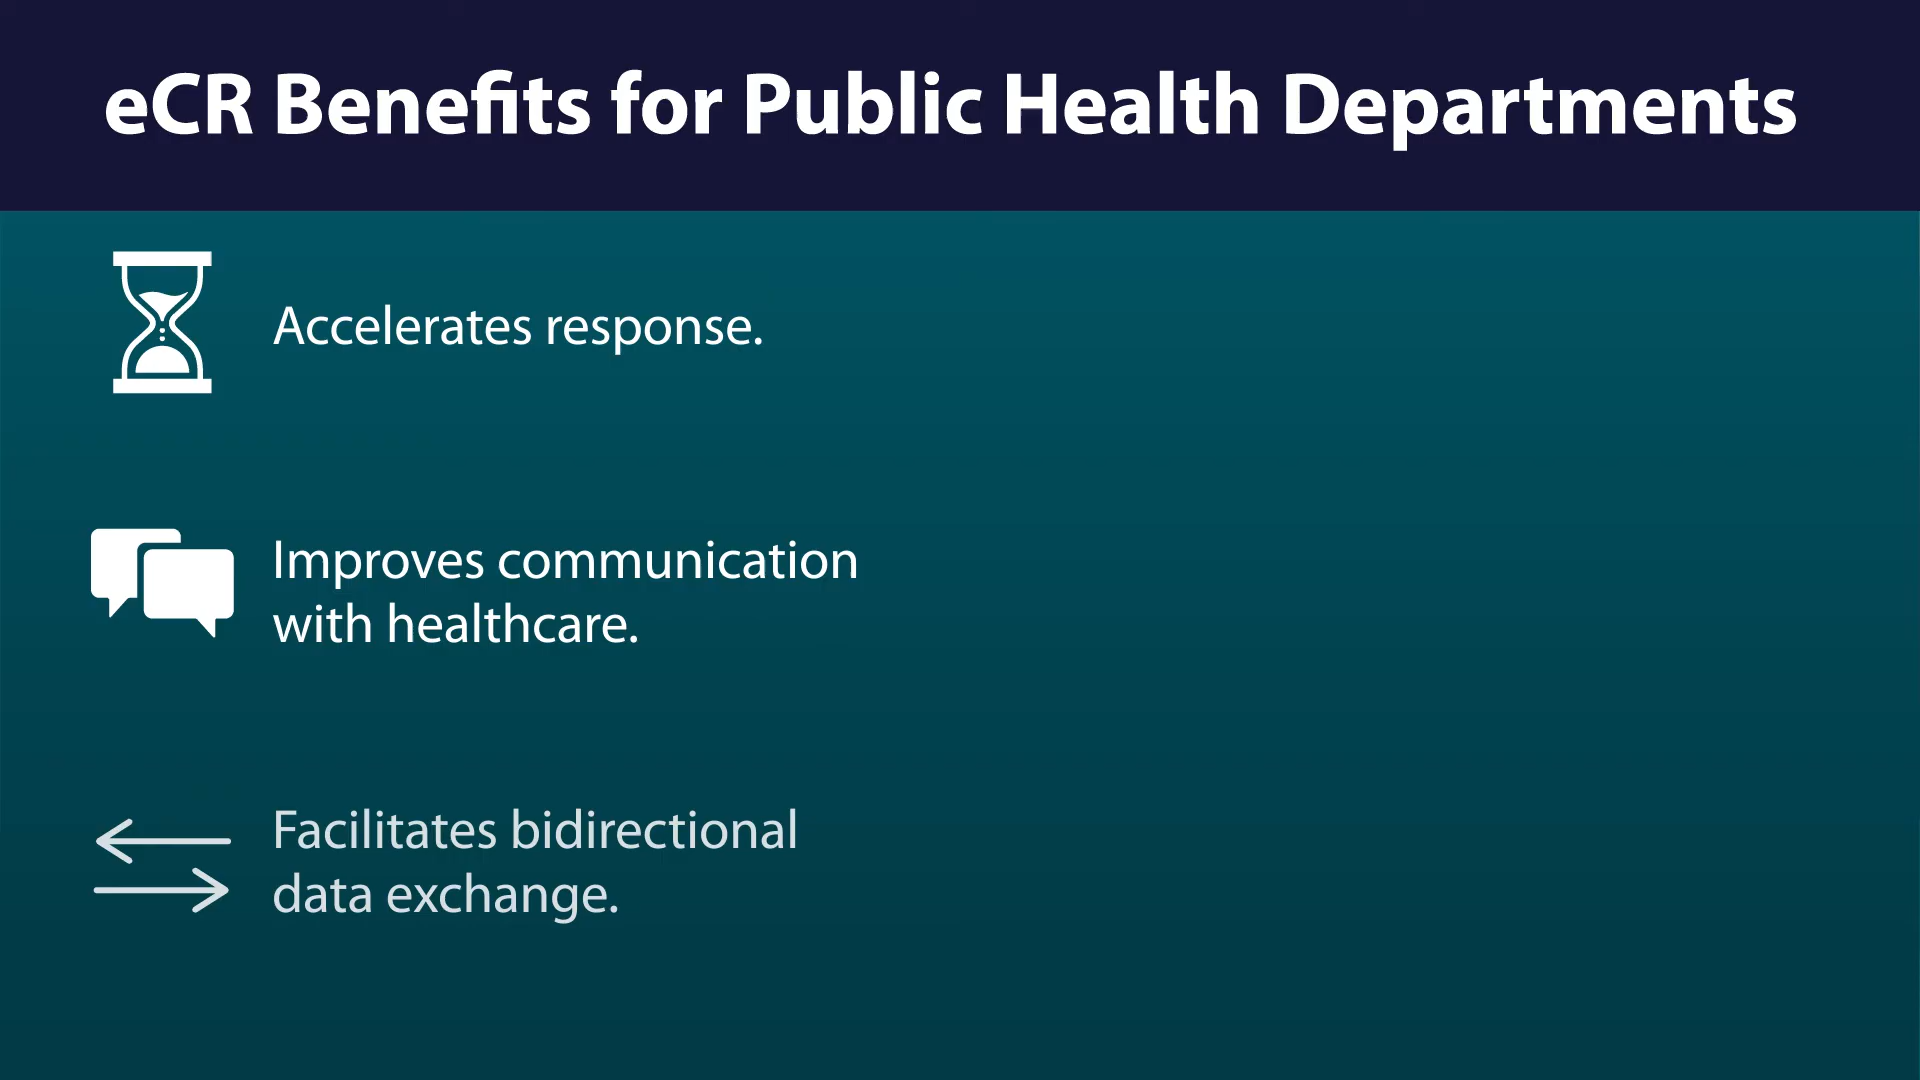 eCR Benefits for Public Health Departments
Accelerates response.
Improves communication
with healthcare.
Facilitates bidirectional
data exchange.